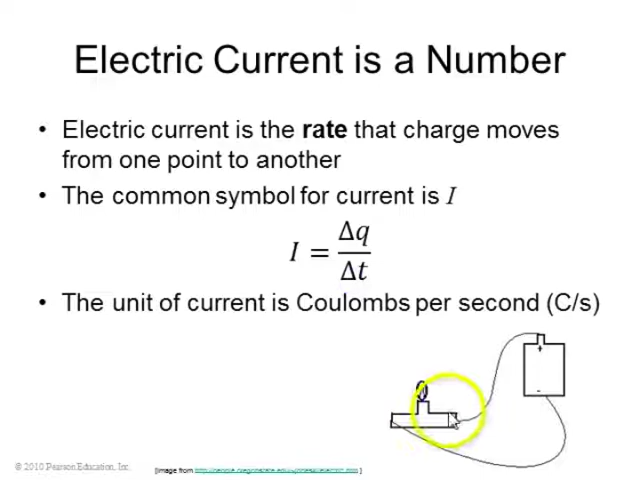 Electric Current is a Number
• Electric current is the rate that charge moves
from one point to another
• The common symbol for current is I
I = Δq/Δt
• The unit of current is Coulombs per second (C/s)
+
-
© 2010 Pearson Education, Inc.
[image from